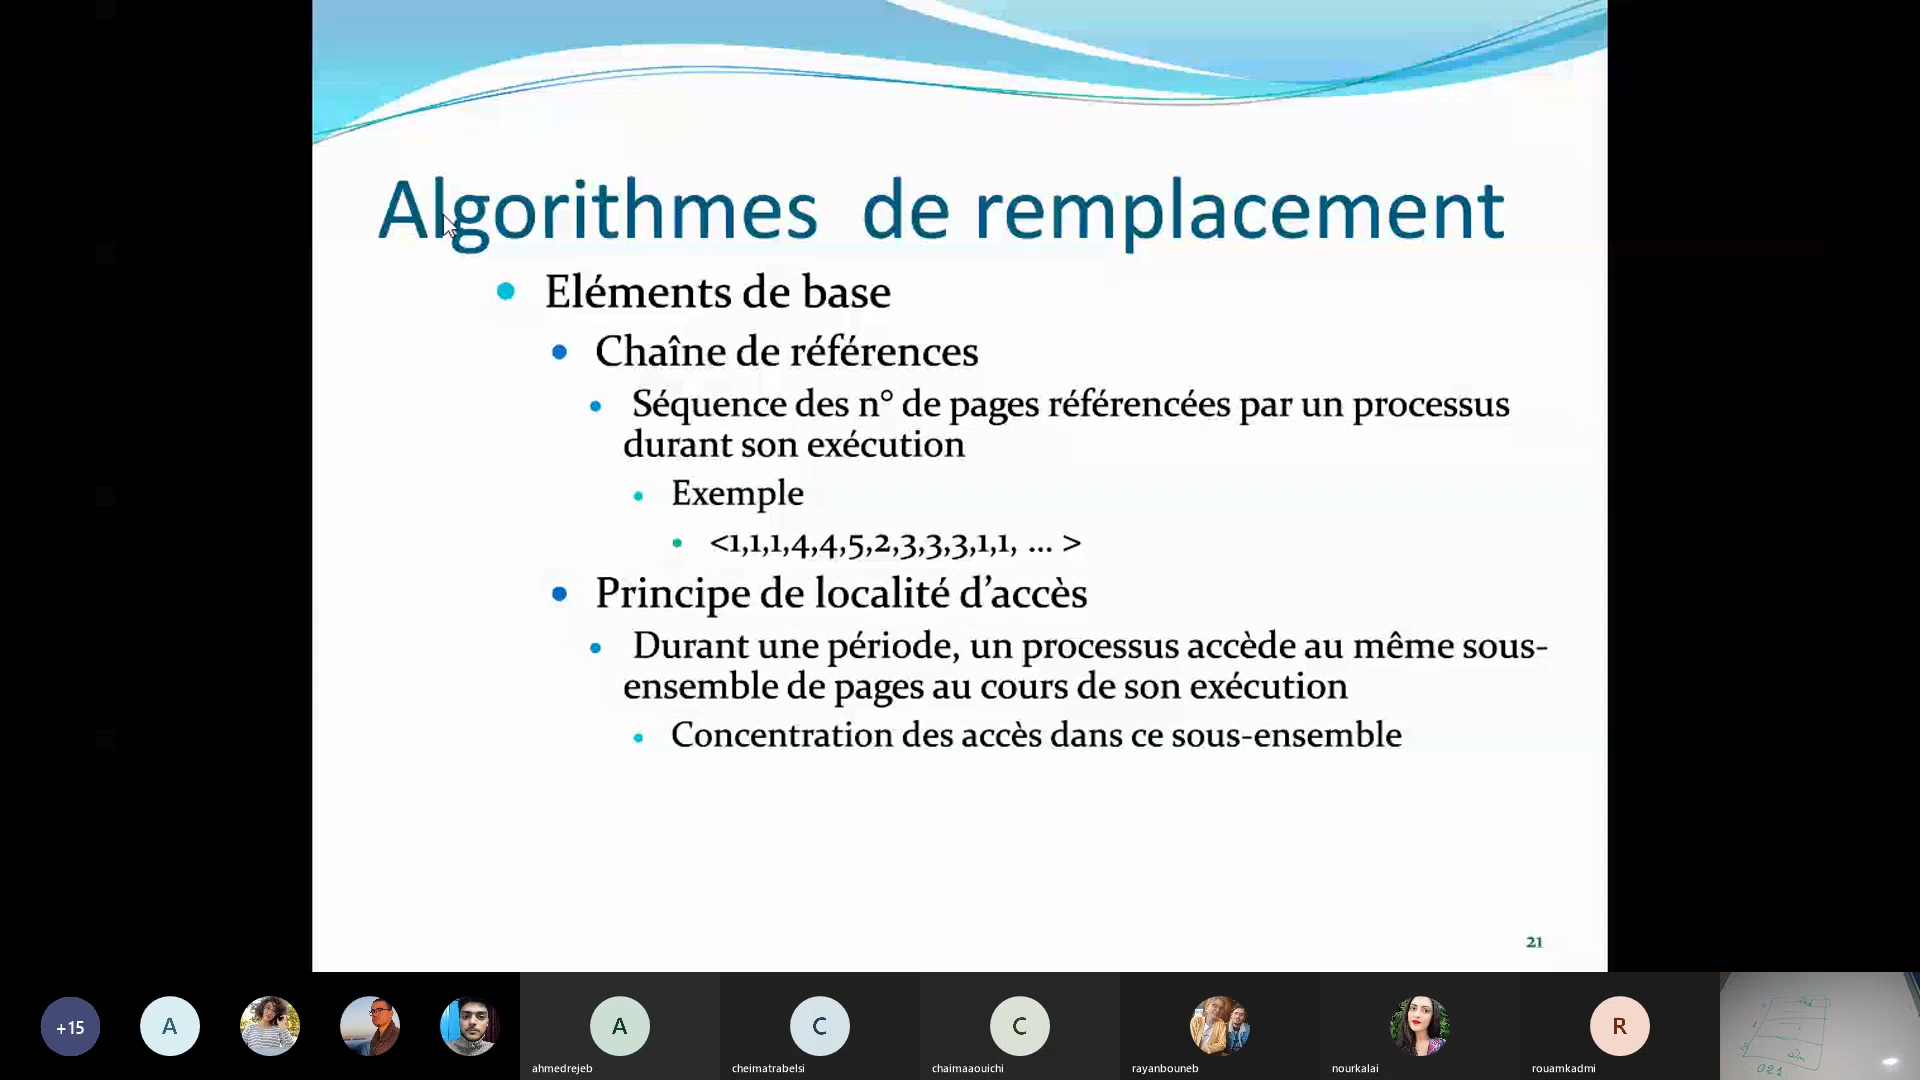 Algorithmes de remplacement
Eléments de base
Chaîne de références
Séquence des n° de pages référencées par un processus
durant son exécution
Exemple
<1,1,1,4,4,5,2,3,3,3,1,1, ... >
Principe de localité d’accès
Durant une période, un processus accède au même sous-
ensemble de pages au cours de son exécution
Concentration des accès dans ce sous-ensemble
21
+15
A
A
C
C
R
ahmedrejeb
cheimatrabelsi
chaimaaouichi
rayanbouneb
nourkalai
rouamkadmi